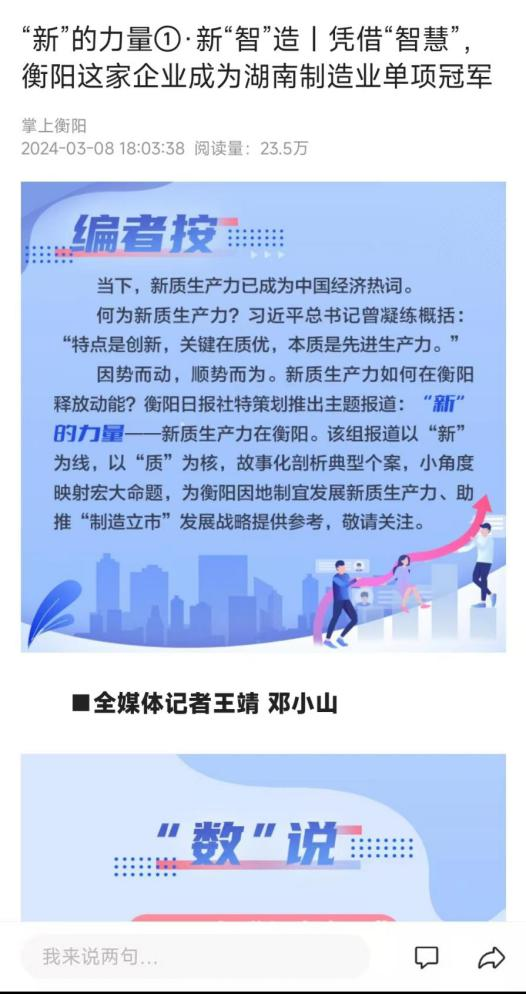 “新”的力量①·新“智”造丨凭借“智慧”，
衡阳这家企业成为湖南制造业单项冠军
掌上衡阳
2024-03-08 18:03:38 阅读量：23.5万
编者按
当下，新质生产力已成为中国经济热词。
何为新质生产力？习近平总书记曾凝练概括：
“特点是创新，关键在质优，本质是先进生产力。”
因势而动，顺势而为。新质生产力如何在衡阳
释放动能？衡阳日报社特策划推出主题报道：“新”
的力量——新质生产力在衡阳。该组报道以“新”
为线，以“质”为核，故事化剖析典型个案，小角度
映射宏大命题，为衡阳因地制宜发展新质生产力、助
推“制造立市”发展战略提供参考，敬请关注。
■全媒体记者王靖 邓小山
“数”说
我来说两句...